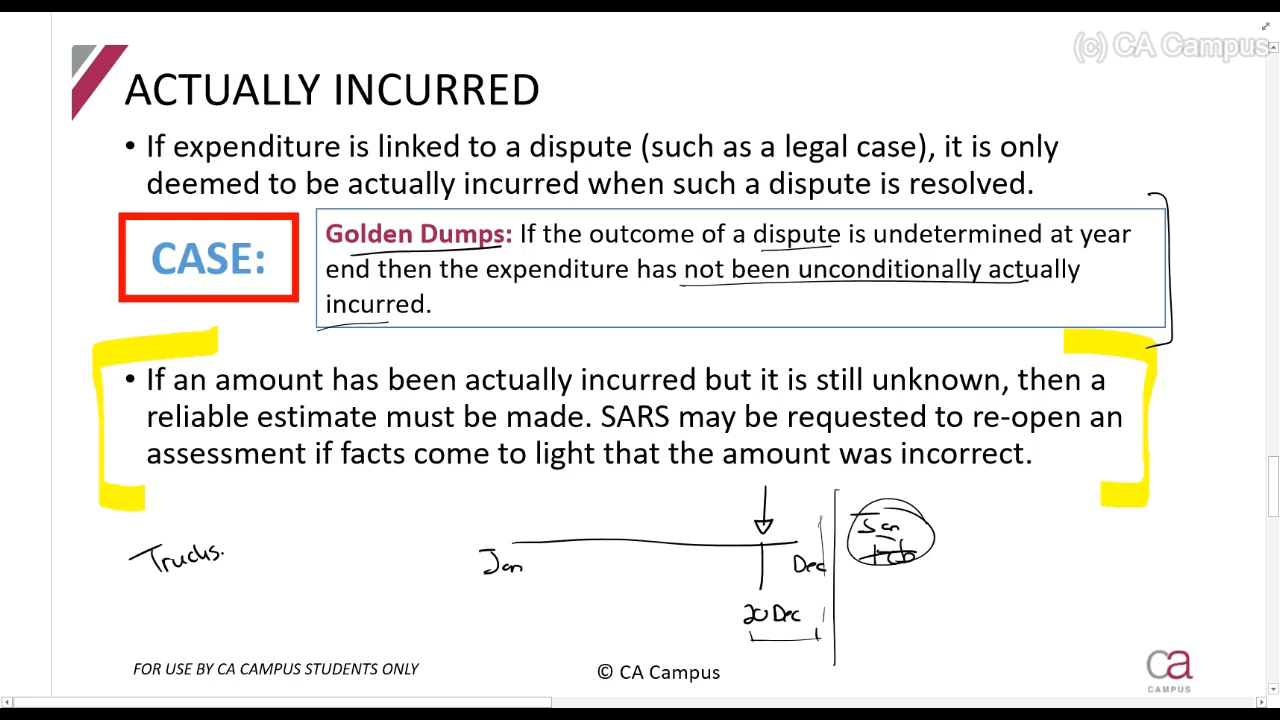 (c) CA Campus
ACTUALLY INCURRED
• If expenditure is linked to a dispute (such as a legal case), it is only
deemed to be actually incurred when such a dispute is resolved.
CASE:
Golden Dumps: If the outcome of a dispute is undetermined at year
end then the expenditure has not been unconditionally actually
incurred.
• If an amount has been actually incurred but it is still unknown, then a
reliable estimate must be made. SARS may be requested to re-open an
assessment if facts come to light that the amount was incorrect.
Trucks.
Jan
Dec
Jan
Feb
20 Dec
FOR USE BY CA CAMPUS STUDENTS ONLY
© CA Campus
ca
CAMPUS